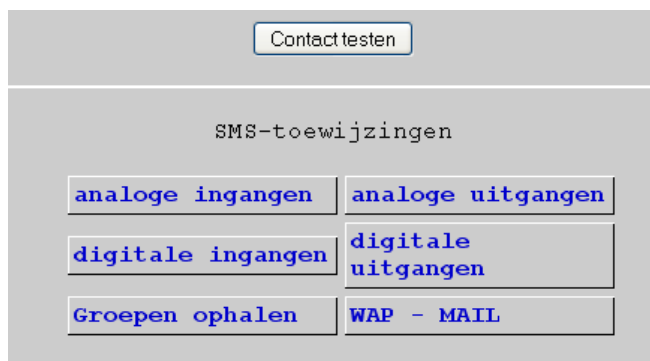 Contact testen
SMS-toewijzingen
analoge ingangen
analoge uitgangen
digitale ingangen
digitale
uitgangen
Groepen ophalen
WAP - MAIL